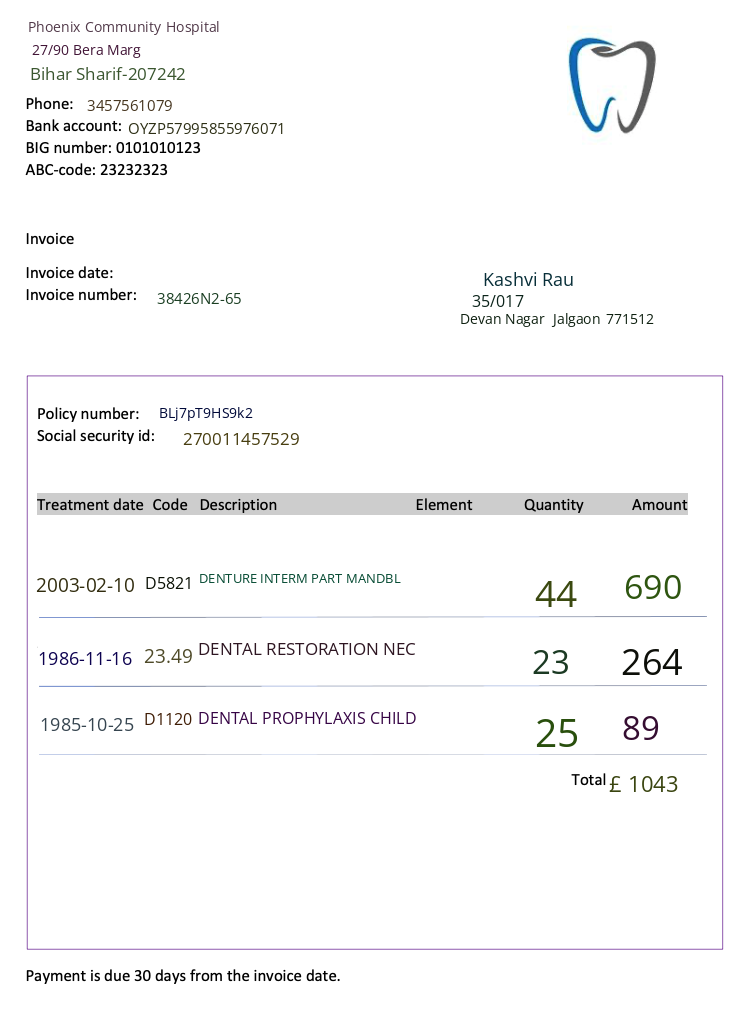 Phoenix Community Hospital
27/90 Bera Marg
Bihar Sharif-207242
Phone: 3457561079
Bank account: OYZP57995855976071
BIG number: 0101010123
ABC-code: 23232323
Invoice
Invoice date:
Invoice number: 38426N2-65
Kashvi Rau
35/017
Devan Nagar Jalgaon 771512
Policy number: BLj7pT9HS9k2
Social security id: 270011457529
Treatment date Code Description Element Quantity Amount
2003-02-10 D5821 DENTURE INTERM PART MANDBL 44 690
1986-11-16 23.49 DENTAL RESTORATION NEC 23 264
1985-10-25 D1120 DENTAL PROPHYLAXIS CHILD 25 89
Total £ 1043
Payment is due 30 days from the invoice date.